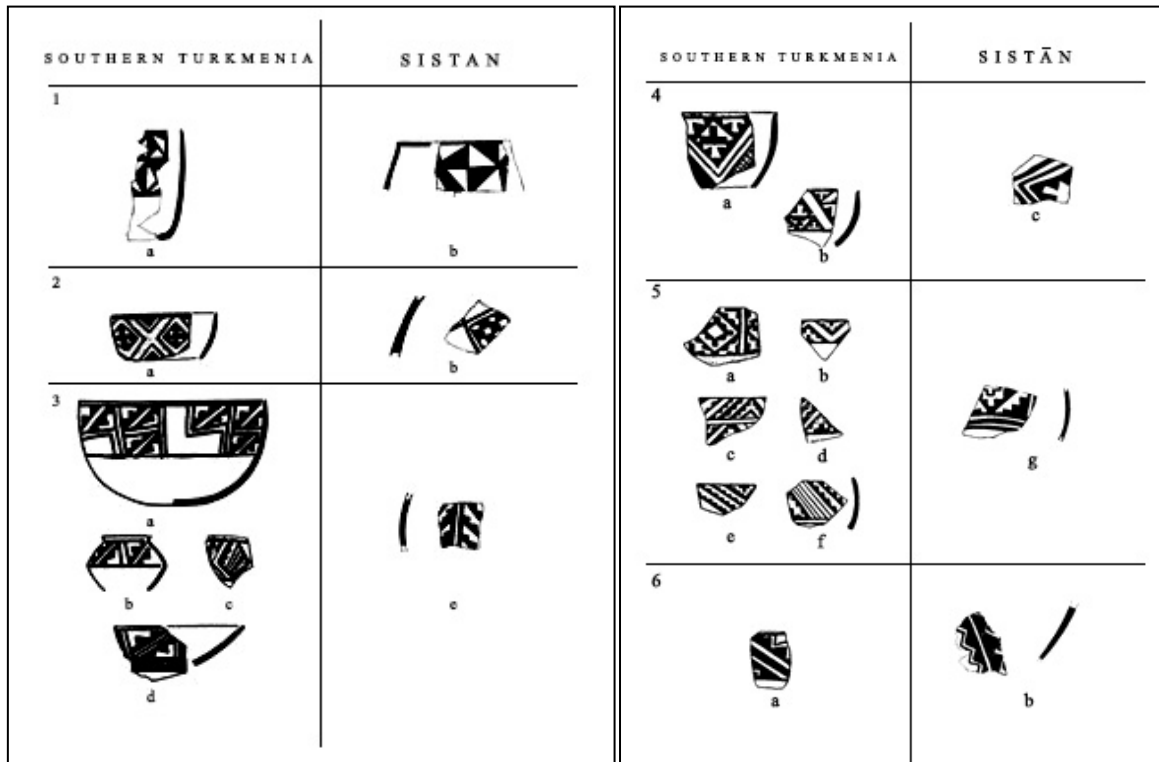 SOUTHERN TURKMENIA SISTAN
1
a b
2
a b
3
a
b c
e
d
SOUTHERN TURKMENIA SISTĀN
4
a
c
b
5
a b
c d
g
e f
6
a b